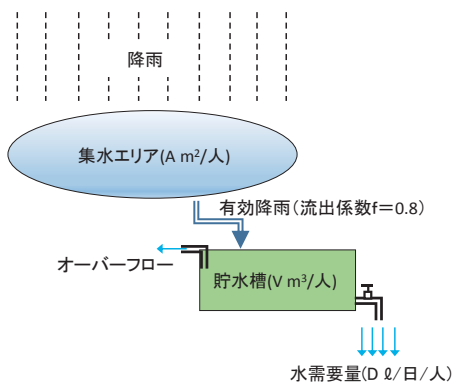 降雨
集水エリア(A m²/人)
有効降雨(流出係数f＝0.8)
オーバーフロー
貯水槽(V m³/人)
水需要量(D ℓ/日/人)